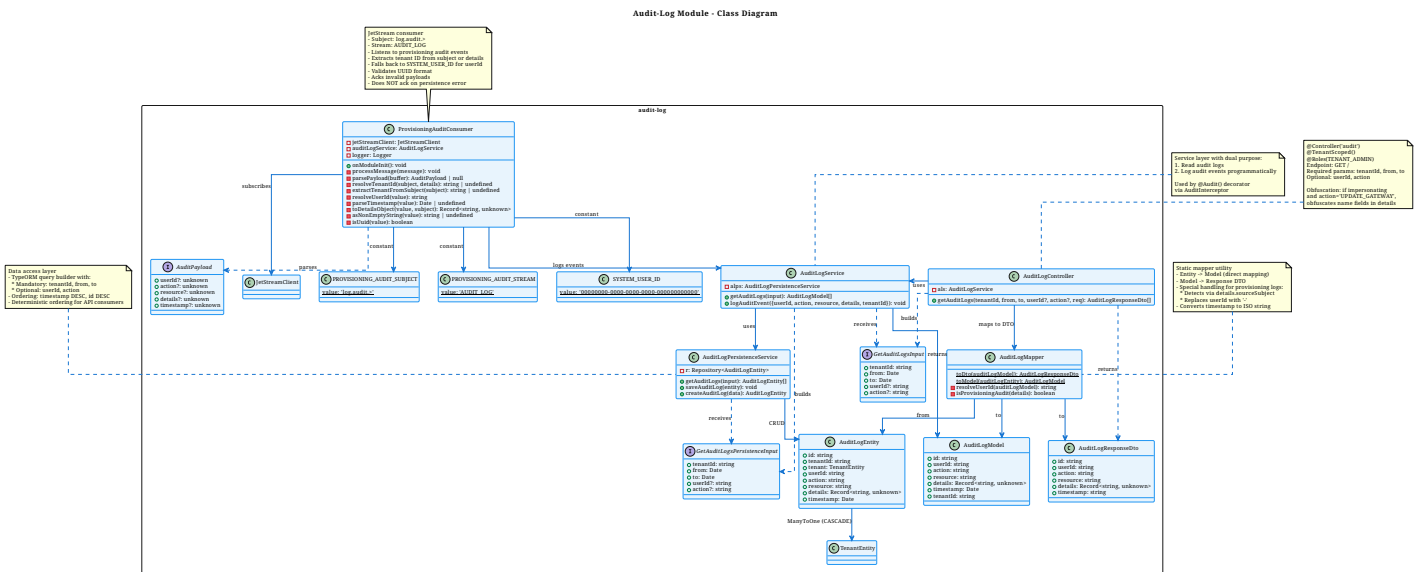 Audit-Log Module - Class Diagram
JetStream consumer
- Subject: log.audit.>
- Stream: AUDIT_LOG
- Listens to provisioning audit events
- Extracts tenant ID from subject or details
- Falls back to SYSTEM_USER_ID for userId
- Validates UUID format
- Acks invalid payloads
- Does NOT ack on persistence error
audit-log
ProvisioningAuditConsumer
jetStreamClient: JetStreamClient
auditLogService: AuditLogService
logger: Logger
onModuleInit(): void
processMessage(message): void
parsePayload(buffer): AuditPayload | null
resolveTenantId(subject, details): string | undefined
extractTenantFromSubject(subject): string | undefined
resolveUserId(value): string
parseTimestamp(value): Date | undefined
toDetailsObject(value, subject): Record<string, unknown>
asNonEmptyString(value): string | undefined
isUuid(value): boolean
Service layer with dual purpose:
1. Read audit logs
2. Log audit events programmatically
Used by @Audit() decorator
via AuditInterceptor
@Controller('audit')
@TenantScoped()
@Roles(TENANT_ADMIN)
Endpoint: GET /
Required params: tenantId, from, to
Optional: userId, action
Obfuscation: if impersonating
and action='UPDATE_GATEWAY',
obfuscates name fields in details
subscribes
constant
constant
constant
parses
logs events
Data access layer
- TypeORM query builder with:
* Mandatory: tenantId, from, to
* Optional: userId, action
- Ordering: timestamp DESC, id DESC
- Deterministic ordering for API consumers
AuditPayload
userId?: unknown
action?: unknown
resource?: unknown
details?: unknown
timestamp?: unknown
JetStreamClient
PROVISIONING_AUDIT_SUBJECT
value: 'log.audit.>'
PROVISIONING_AUDIT_STREAM
value: 'AUDIT_LOG'
SYSTEM_USER_ID
value: '00000000-0000-0000-0000-000000000000'
AuditLogService
alps: AuditLogPersistenceService
getAuditLogs(input): AuditLogModel[]
logAuditEvent({userId, action, resource, details, tenantId}): void
uses
AuditLogController
als: AuditLogService
getAuditLogs(tenantId, from, to, userId?, action?, req): AuditLogResponseDto[]
Static mapper utility
- Entity -> Model (direct mapping)
- Model -> Response DTO
- Special handling for provisioning logs:
* Detects via details.sourceSubject
* Replaces userId with '-'
- Converts timestamp to ISO string
uses
receives
builds
maps to DTO
AuditLogPersistenceService
r: Repository<AuditLogEntity>
getAuditLogs(input): AuditLogEntity[]
saveAuditLog(entity): void
createAuditLog(data): AuditLogEntity
GetAuditLogsInput
tenantId: string
from: Date
to: Date
userId?: string
action?: string
returns
AuditLogMapper
toDto(auditLogModel): AuditLogResponseDto
toModel(auditLogEntity): AuditLogModel
resolveUserId(auditLogModel): string
isProvisioningAudit(details): boolean
returns
builds
receives
CRUD
from
to
to
GetAuditLogsPersistenceInput
tenantId: string
from: Date
to: Date
userId?: string
action?: string
AuditLogEntity
id: string
tenantId: string
tenant: TenantEntity
userId: string
action: string
resource: string
details: Record<string, unknown>
timestamp: Date
AuditLogModel
id: string
userId: string
action: string
resource: string
details: Record<string, unknown>
timestamp: Date
tenantId: string
AuditLogResponseDto
id: string
userId: string
action: string
resource: string
details: Record<string, unknown>
timestamp: string
ManyToOne (CASCADE)
TenantEntity